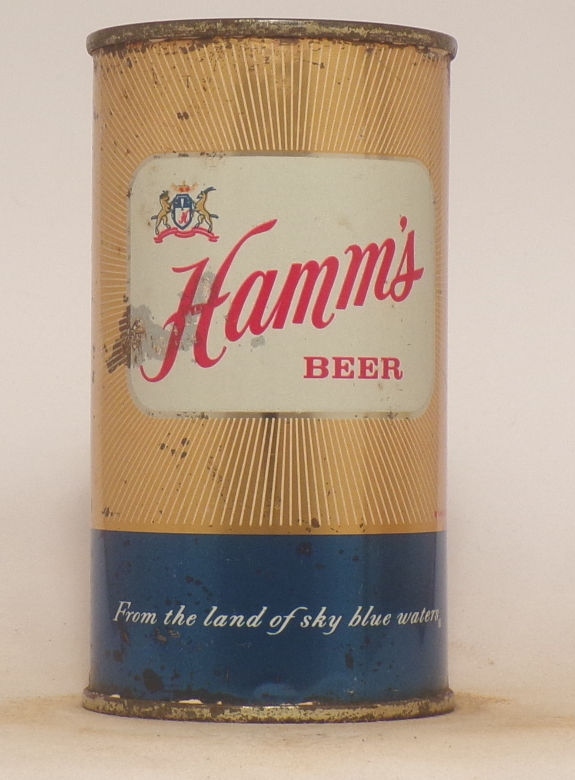 Hamm's
BEER
From the land of sky blue waters